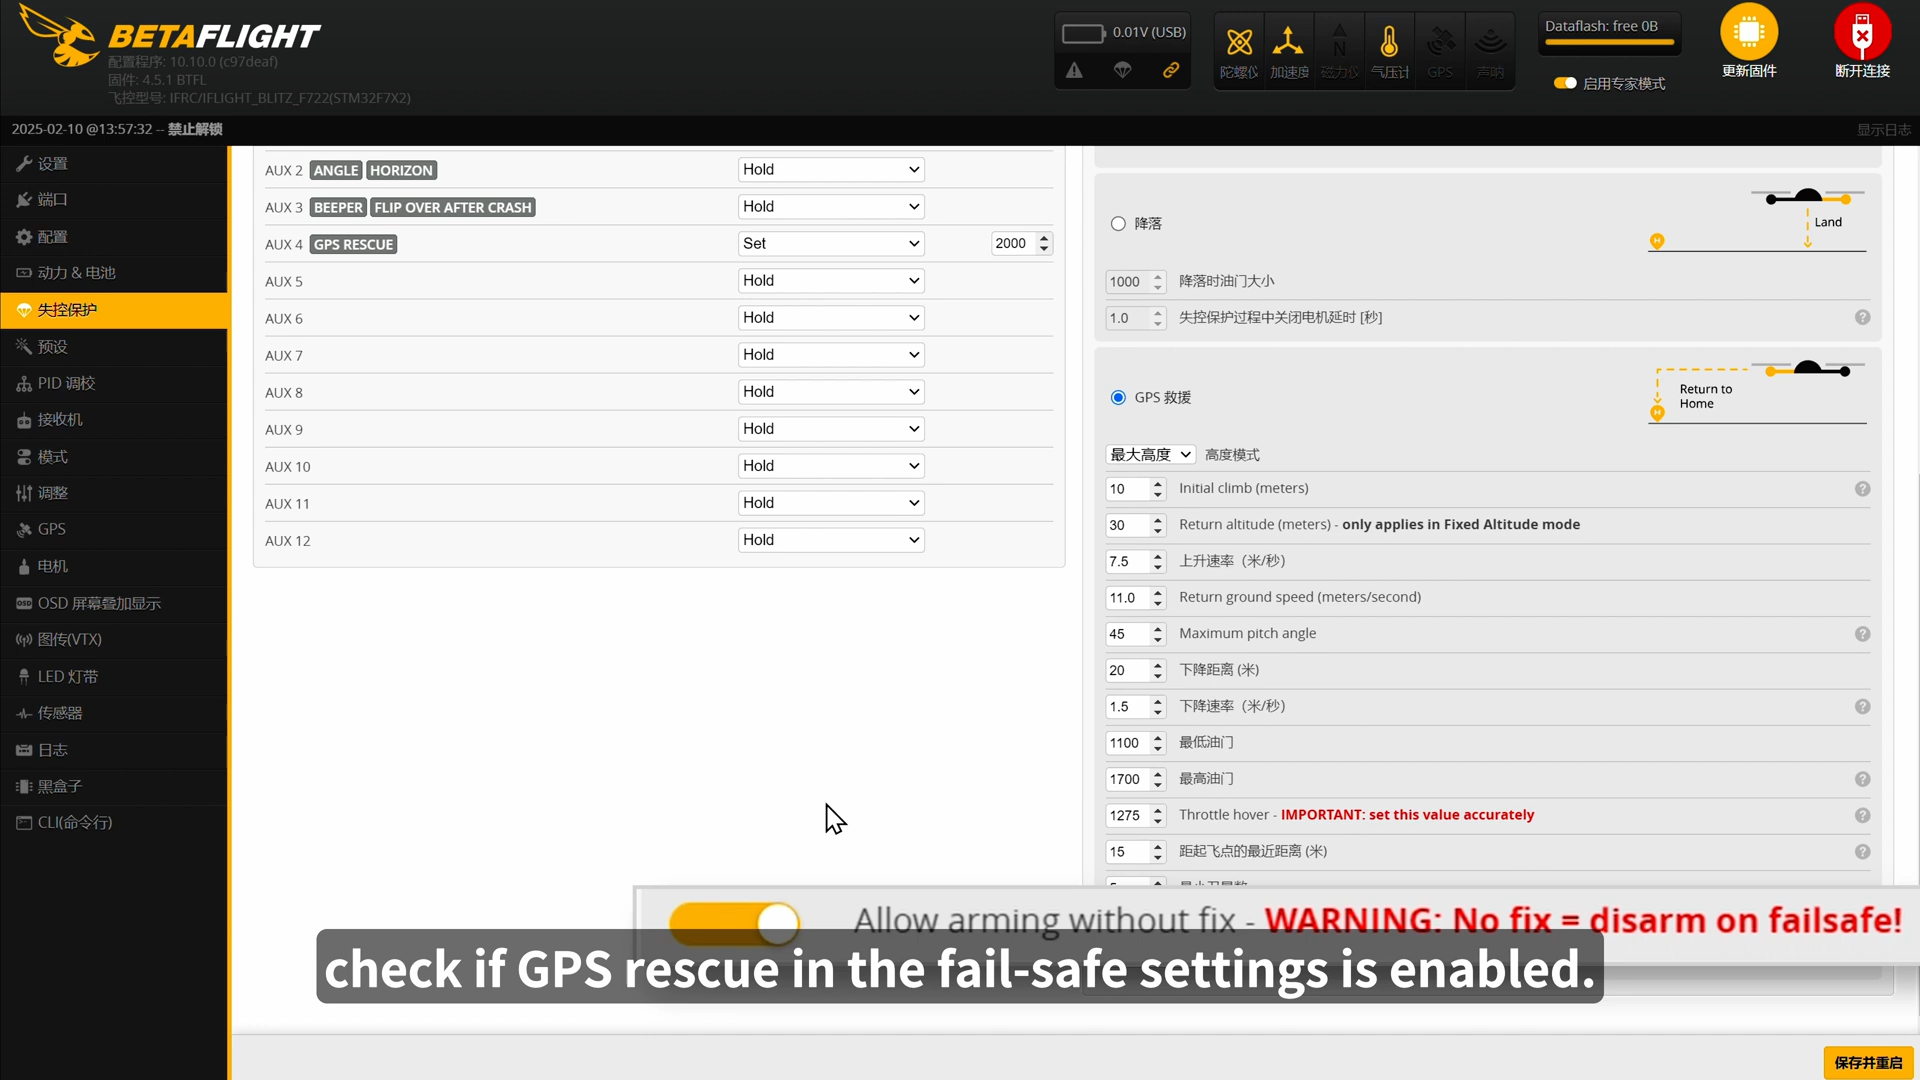 BETAFLIGHT
配置程序: 10.10.0 (c97deaf)
固件: 4.5.1 BTFL
飞控型号: IFRC/IFLIGHT_BLITZ_F722(STM32F7X2)
0.01V (USB)
陀螺仪 加速度 磁力仪 气压计 GPS 声呐
Dataflash: free 0B
启用专家模式
更新固件
断开连接
2025-02-10 @13:57:32 -- 禁止解锁
显示日志
设置
端口
配置
动力 & 电池
失控保护
预设
PID 调校
接收机
模式
调整
GPS
电机
OSD 屏幕叠加显示
图传(VTX)
LED 灯带
传感器
日志
黑盒子
CLI(命令行)
AUX 2 ANGLE HORIZON Hold
AUX 3 BEEPER FLIP OVER AFTER CRASH Hold
AUX 4 GPS RESCUE Set 2000
AUX 5 Hold
AUX 6 Hold
AUX 7 Hold
AUX 8 Hold
AUX 9 Hold
AUX 10 Hold
AUX 11 Hold
AUX 12 Hold
降落
Land
H
1000 降落时油门大小
1.0 失控保护过程中关闭电机延时 [秒] ?
GPS 救援
Return to
Home
H
最大高度 高度模式
10 Initial climb (meters) ?
30 Return altitude (meters) - only applies in Fixed Altitude mode
7.5 上升速率（米/秒）
11.0 Return ground speed (meters/second)
45 Maximum pitch angle ?
20 下降距离 (米)
1.5 下降速率（米/秒） ?
1100 最低油门
1700 最高油门 ?
1275 Throttle hover - IMPORTANT: set this value accurately ?
15 距起飞点的最近距离 (米) ?
Allow arming without fix - WARNING: No fix = disarm on failsafe!
check if GPS rescue in the fail-safe settings is enabled.
保存并重启